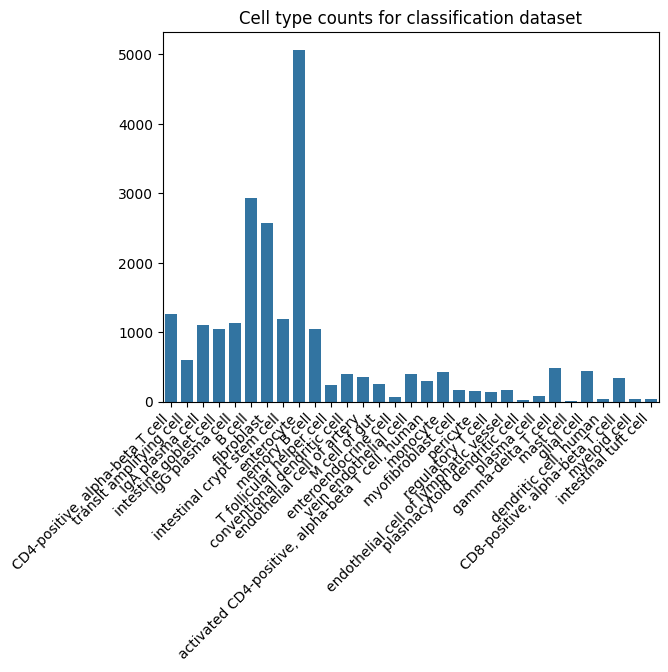 Cell type counts for classification dataset
5000
4000
3000
2000
1000
0
CD4-positive, alpha-beta T cell
transit amplifying cell
IgA plasma cell
intestine goblet cell
IgG plasma cell
B cell
fibroblast
intestinal crypt stem cell
enterocyte
memory B cell
T follicular helper cell
conventional dendritic cell
endothelial cell of artery
M cell of gut
enteroendocrine cell
vein endothelial cell
activated CD4-positive, alpha-beta T cell, human
monocyte
myofibroblast cell
pericyte
regulatory T cell
endothelial cell of lymphatic vessel
plasmacytoid dendritic cell
plasma cell
gamma-delta T cell
mast cell
glial cell
dendritic cell, human
CD8-positive, alpha-beta T cell
myeloid cell
intestinal tuft cell